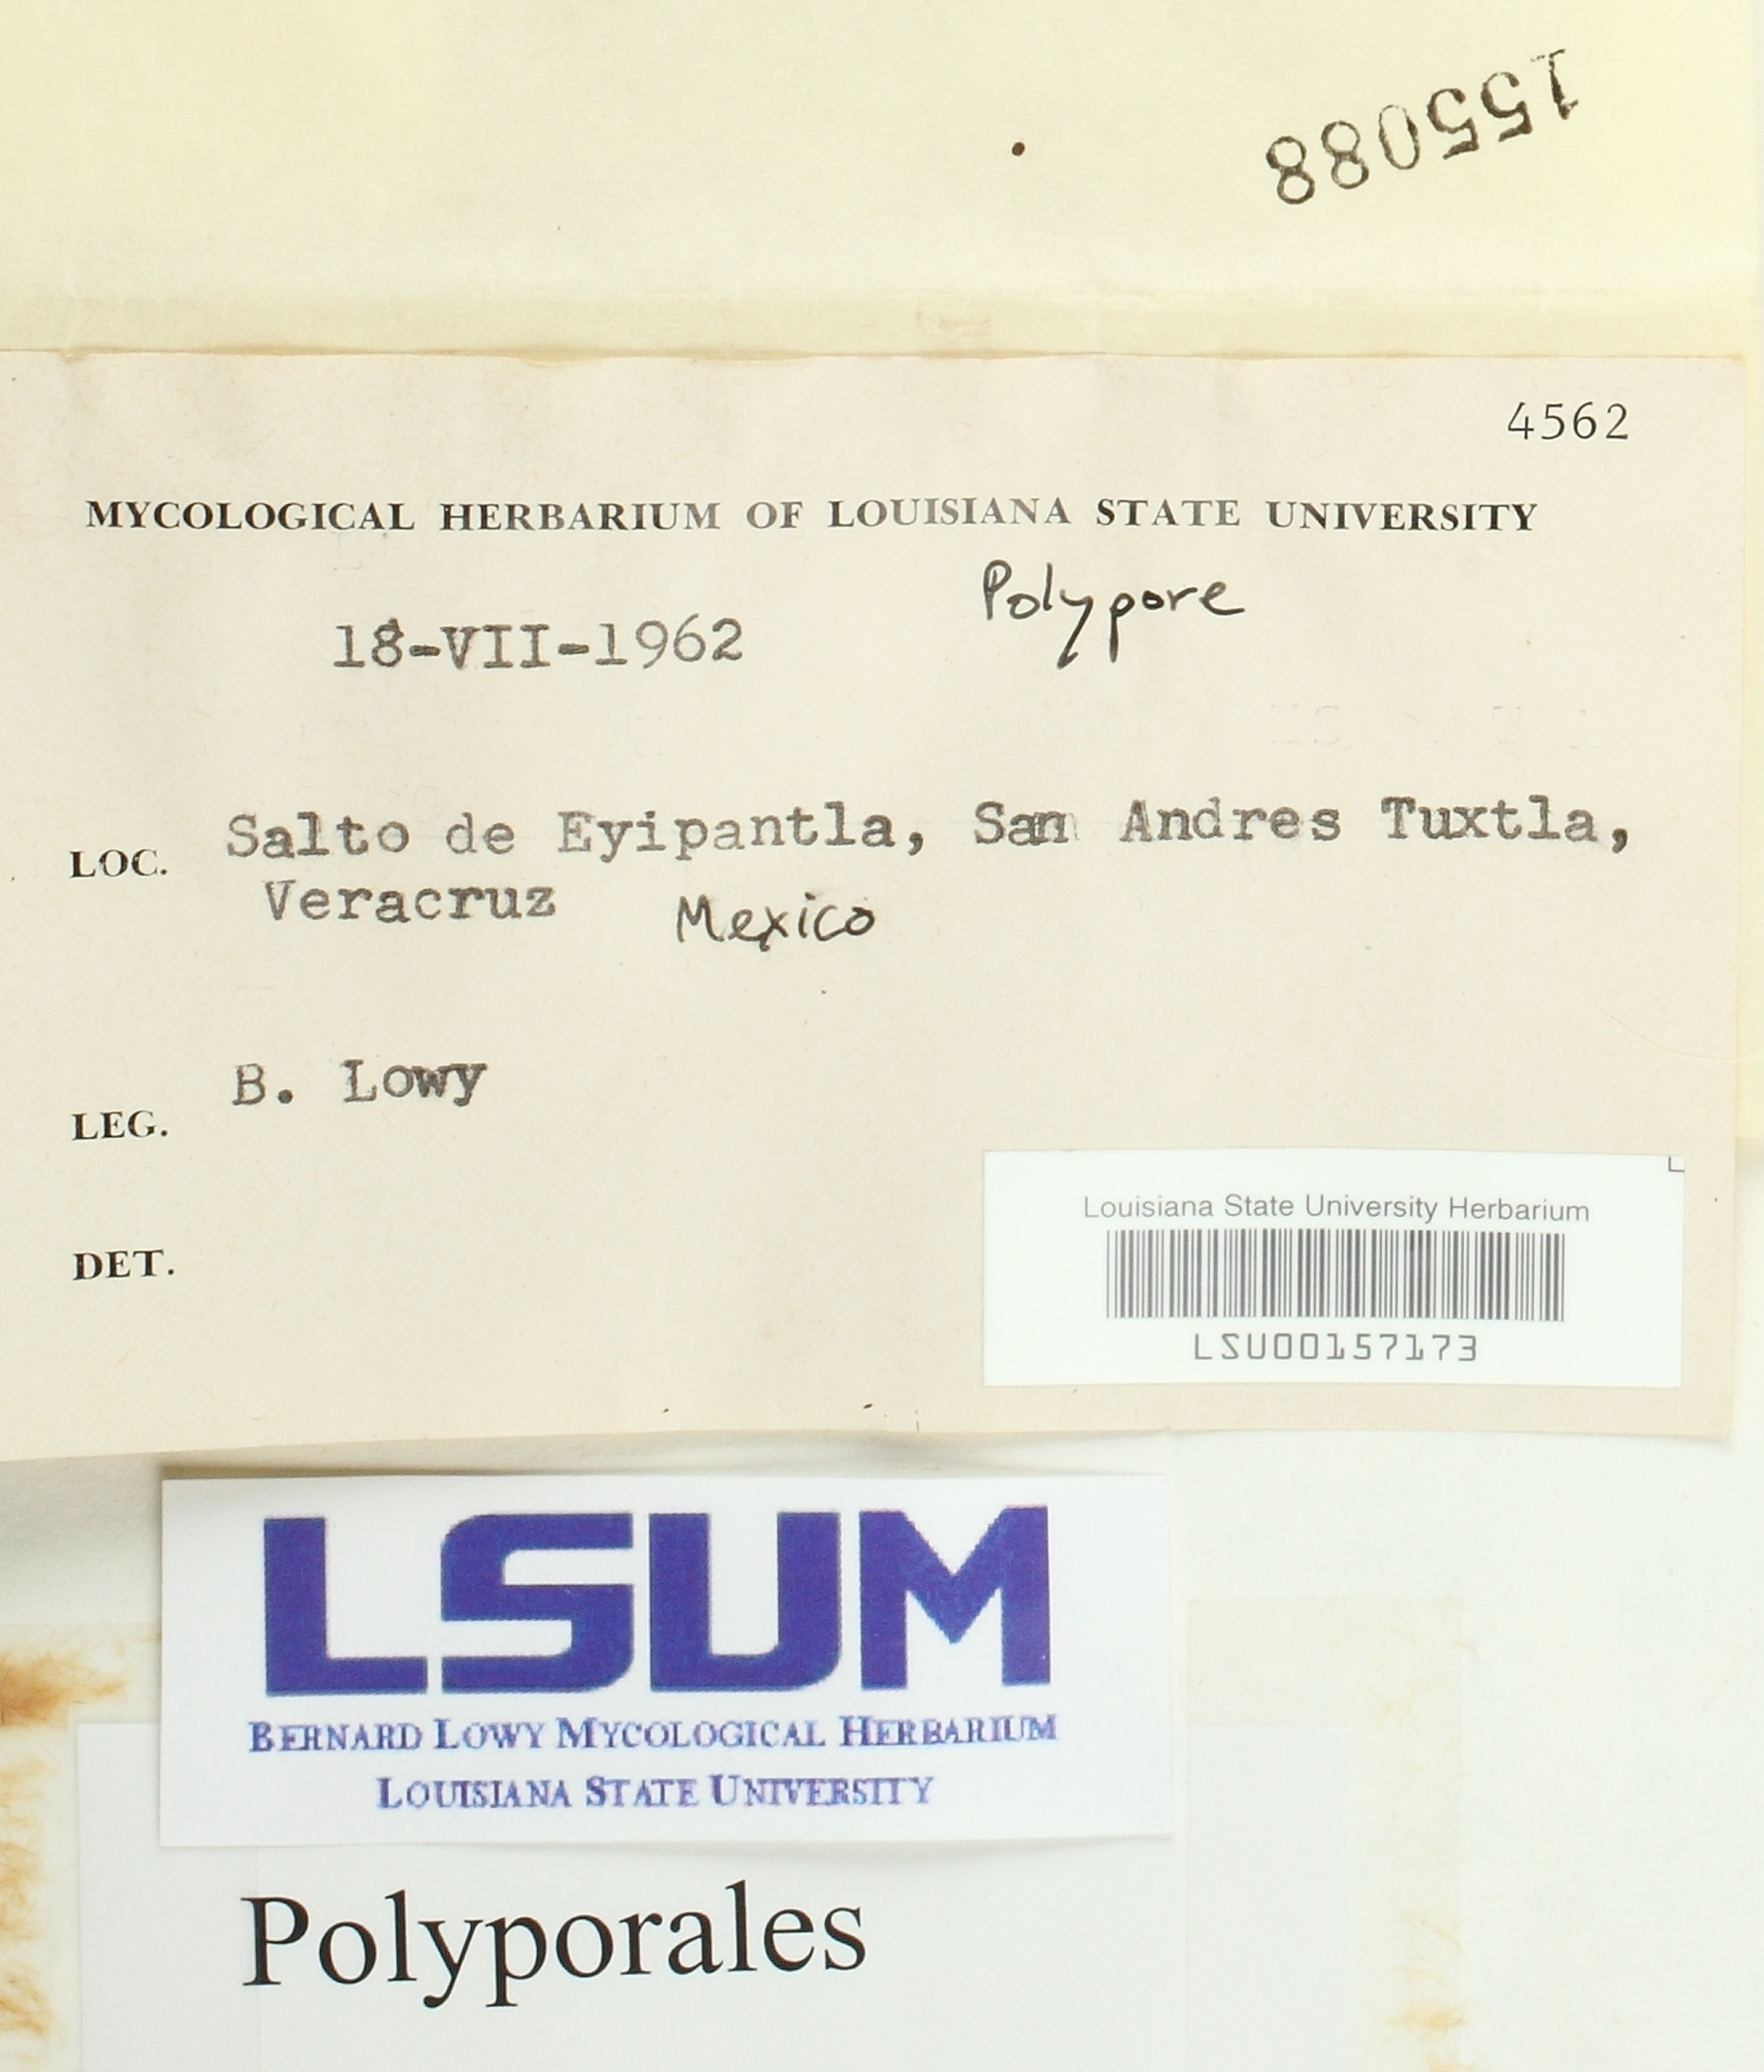 155088
4562
MYCOLOGICAL HERBARIUM OF LOUISIANA STATE UNIVERSITY
Polypore
18-VII-1962
LOC. Salto de Eyipantla, San Andres Tuxtla,
Veracruz Mexico
LEG. B. Lowy
DET.
Louisiana State University Herbarium
LSU00157173
LSUM
BERNARD LOWY MYCOLOGICAL HERBARIUM
LOUISIANA STATE UNIVERSITY
Polyporales